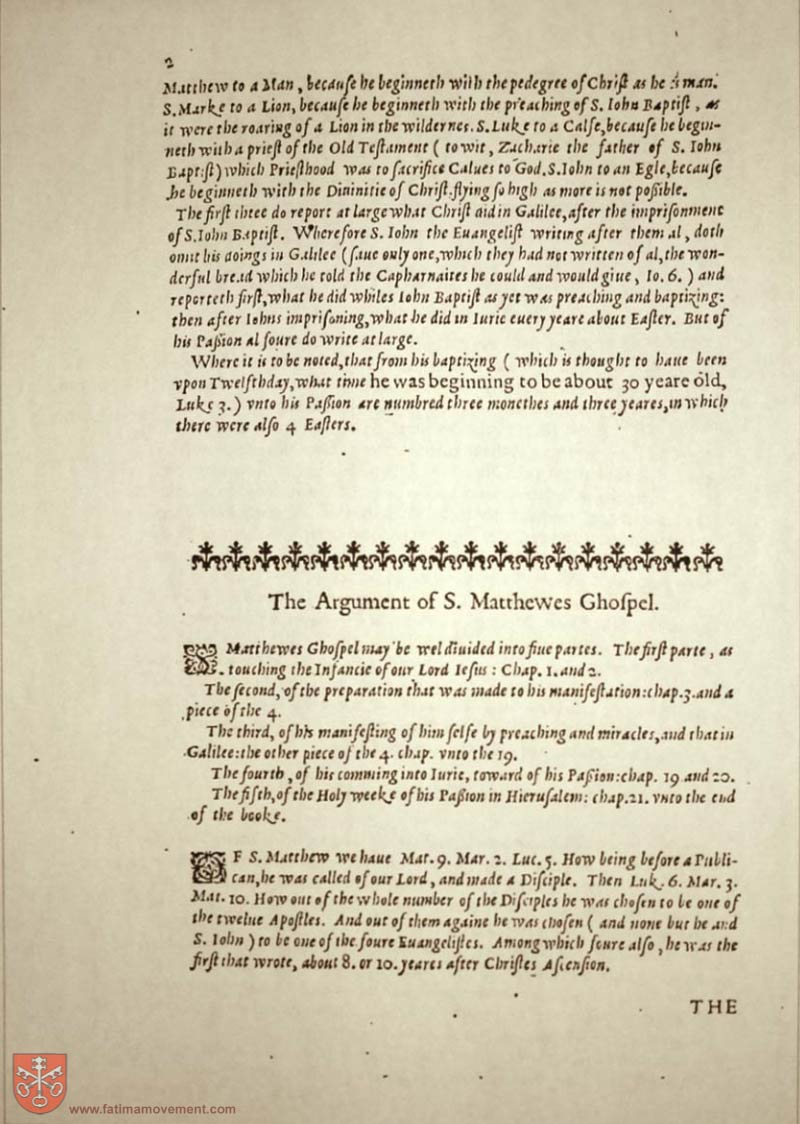 2
Matthew to a Man, becauſe he beginneth with the pedegree of Chriſt as he is man.
S. Marke to a Lion, becauſe he beginneth with the preaching of S. Iohn Baptiſt, as
it were the roaring of a Lion in the wildernes. S. Luke to a Calfe, becauſe he begin-
neth with a prieſt of the Old Teſtament ( to wit, Zacharie the father of S. Iohn
Baptiſt) which Prieſthood was to ſacrifice Calues to God. S. Iohn to an Egle, becauſe
he beginneth with the Diuinitie of Chriſt. flying ſo high as more is not poſsible.
The firſt three do report at large what Chriſt did in Galilee, after the impriſonment
of S. Iohn Baptiſt. Wherefore S. Iohn the Euangeliſt writing after them al, doth
omit his doings in Galilee (ſaue only one, which they had not written of al, the won-
derful bread which he told the Capharnaites he could and would giue, Io. 6. ) and
reporteth firſt, what he did whiles Iohn Baptiſt as yet was preaching and baptizing:
then after Iohns impriſoning, what he did in Iurie euery yeare about Eaſter. But of
his Paſsion al foure do write at large.
Where it is to be noted, that from his baptizing ( which is thought to haue been
vpon Twelfthday, what time he was beginning to be about 30 yeare old,
Luke 3. ) vnto his Paſsion are numbred three monethes and three yeares, in which
there were alſo 4 Eaſters.
The Argument of S. Matthewes Ghoſpel.
S. Matthewes Ghoſpel may be wel diuided into fiue partes. The firſt parte, as
touching the Infancie of our Lord Ieſus: Chap. 1. and 2.
The ſecond, of the preparation that was made to his manifeſtation: chap. 3. and a
piece of the 4.
The third, of his manifeſting of him ſelfe by preaching and miracles, and that in
Galilee: the other piece of the 4. chap. vnto the 19.
The fourth, of his comming into Iurie, toward of his Paſsion: chap. 19 and 20.
The fifth, of the Holy weeke of his Paſsion in Hieruſalem: chap. 21. vnto the end
of the booke.
OF S. Matthew we haue Mat. 9. Mar. 2. Luc. 5. How being before a Publi-
can, he was called of our Lord, and made a Diſciple. Then Luk. 6. Mar. 3.
Mat. 10. How out of the whole number of the Diſciples he was choſen to be one of
the twelue Apoſtles. And out of them againe he was choſen ( and none but he and
S. Iohn ) to be one of the foure Euangeliſtes. Among which foure alſo, he was the
firſt that wrote, about 8. or 10. yeares after Chriſtes Aſcenſion.
THE
www.fatimamovement.com